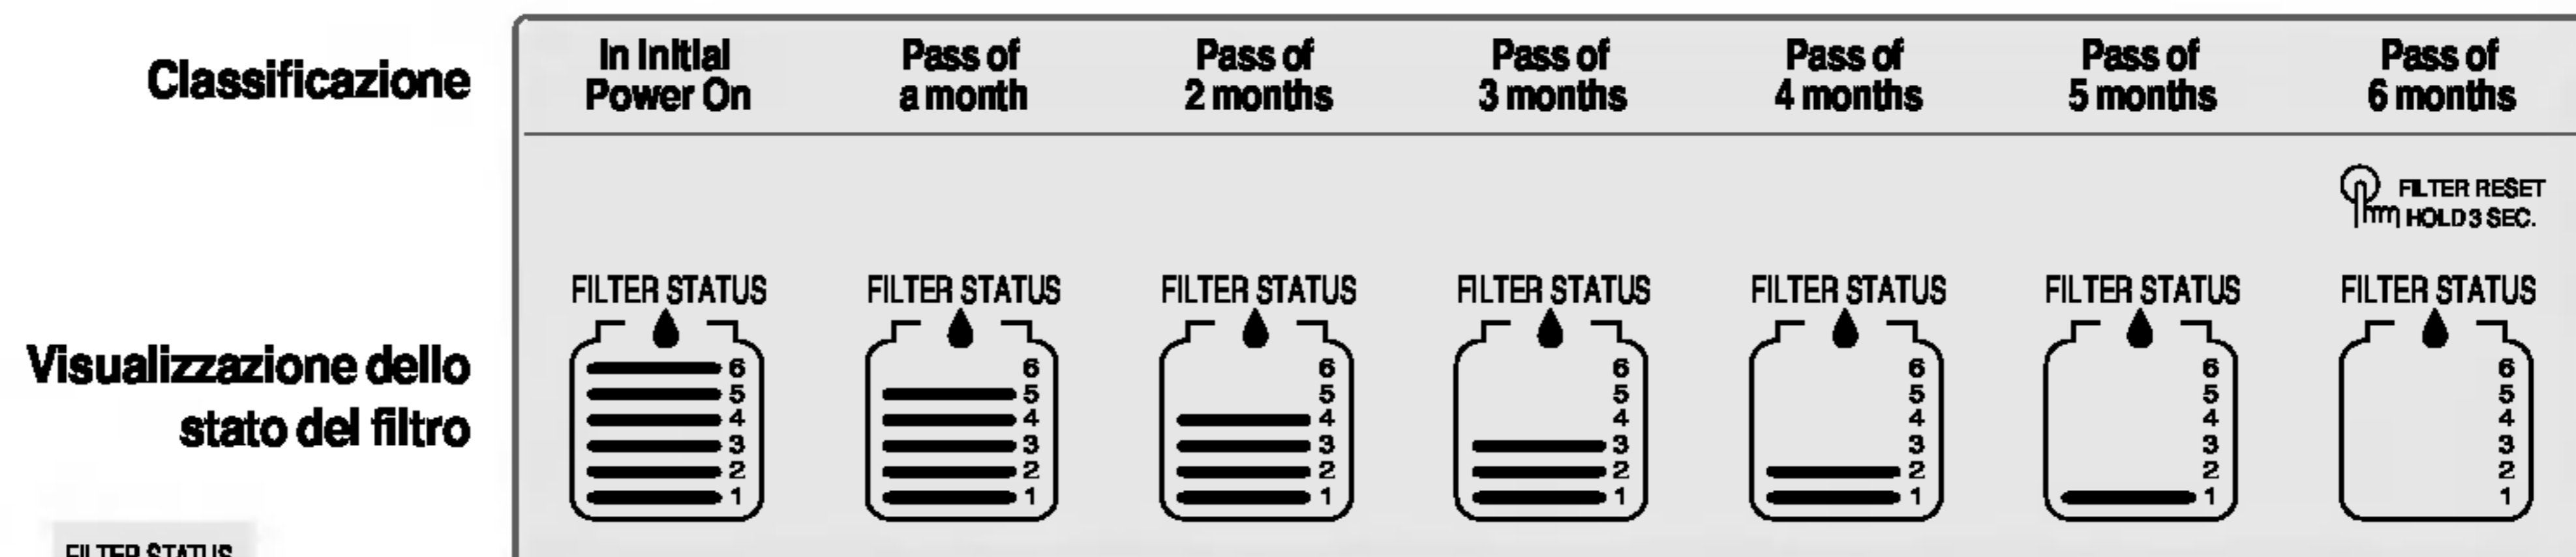 Classificazione
In Initial
Power On
Pass of
a month
Pass of
2 months
Pass of
3 months
Pass of
4 months
Pass of
5 months
Pass of
6 months
FILTER RESET
HOLD 3 SEC.
Visualizzazione dello
stato del filtro
FILTER STATUS
6
5
4
3
2
1
FILTER STATUS
6
5
4
3
2
1
FILTER STATUS
6
5
4
3
2
1
FILTER STATUS
6
5
4
3
2
1
FILTER STATUS
6
5
4
3
2
1
FILTER STATUS
6
5
4
3
2
1
FILTER STATUS
6
5
4
3
2
1
FILTER STATUS